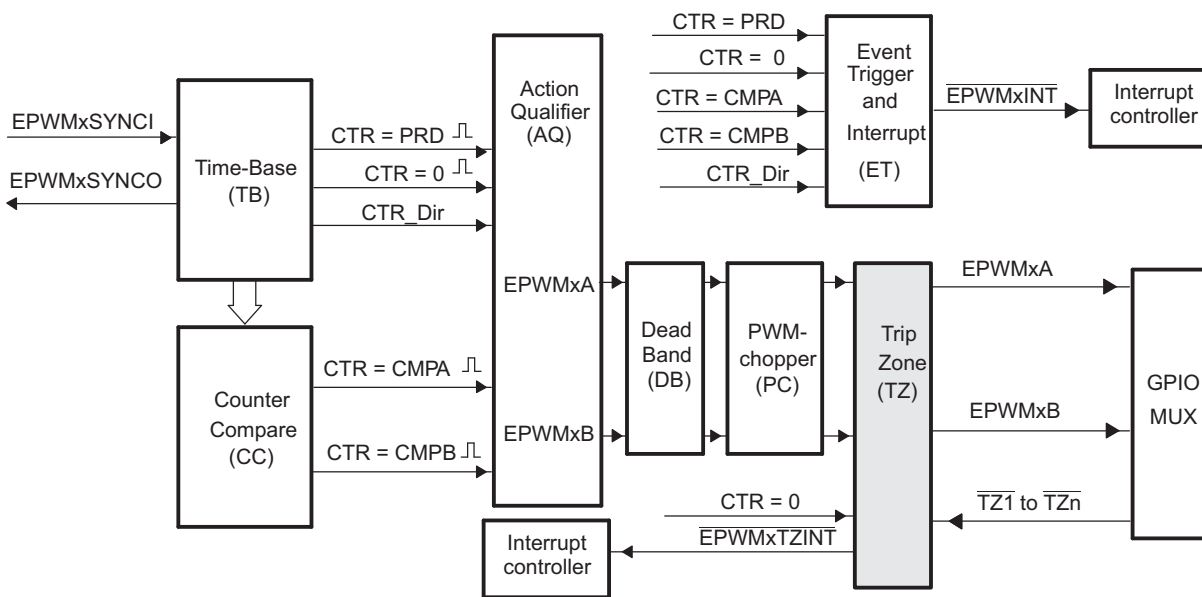 EPWMxSYNCI
EPWMxSYNCO
Time-Base
(TB)
CTR = PRD
CTR = 0
CTR_Dir
Counter
Compare
(CC)
CTR = CMPA
CTR = CMPB
Action
Qualifier
(AQ)
EPWMxA
EPWMxB
CTR = PRD
CTR = 0
CTR = CMPA
CTR = CMPB
CTR_Dir
Event
Trigger
and
Interrupt
(ET)
EPWMxINT
Interrupt
controller
Dead
Band
(DB)
PWM-
chopper
(PC)
Trip
Zone
(TZ)
EPWMxA
EPWMxB
TZ1 to TZn
GPIO
MUX
CTR = 0
EPWMxTZINT
Interrupt
controller